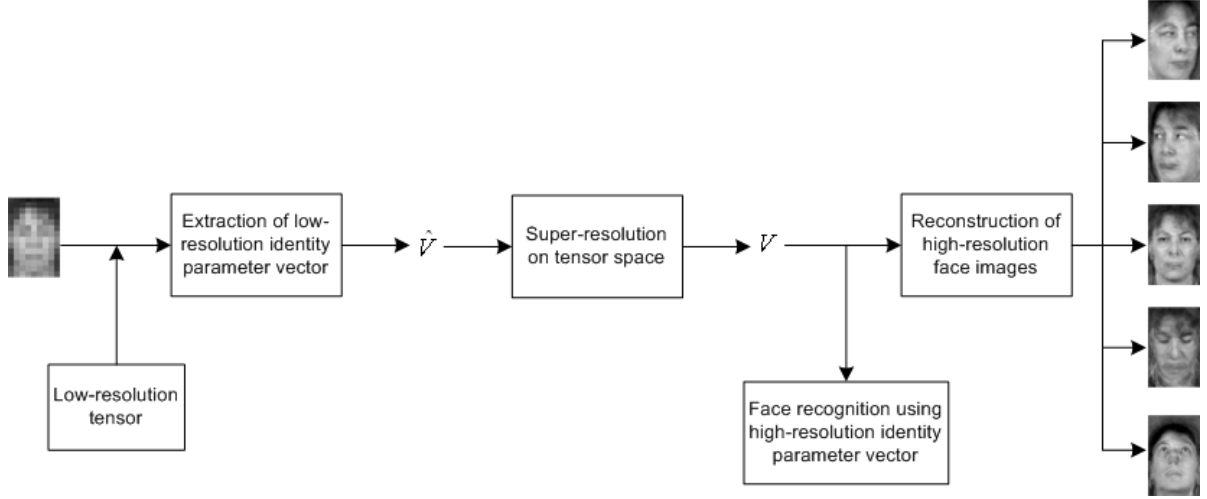 Extraction of low-
resolution identity
parameter vector
V̂
Super-resolution
on tensor space
V
Reconstruction of
high-resolution
face images
Low-resolution
tensor
Face recognition using
high-resolution identity
parameter vector